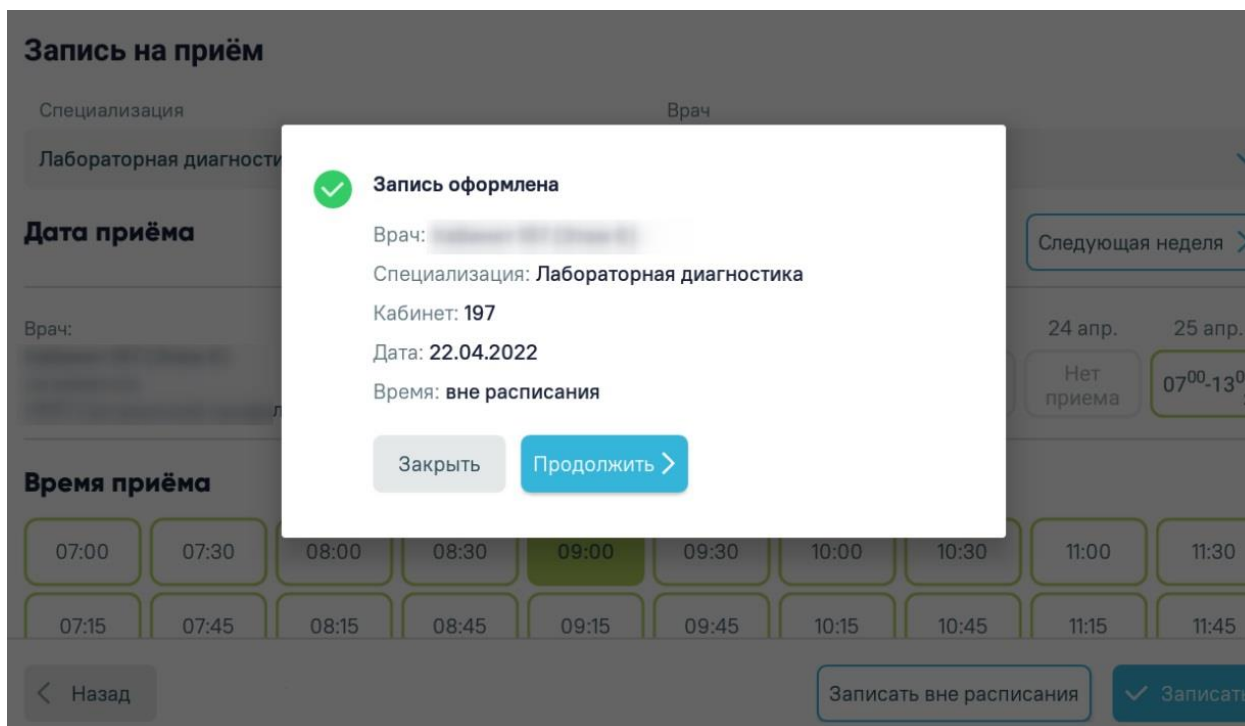 Запись на приём
Специализация Врач
Лабораторная диагности
Запись оформлена
Врач:
Специализация: Лабораторная диагностика
Кабинет: 197
Дата: 22.04.2022
Время: вне расписания
Закрыть Продолжить
Дата приёма
Следующая неделя
Врач:
24 апр. 25 апр.
Нет
приема
07⁰⁰-13⁰
Время приёма
07:00 07:30 08:00 08:30 09:00 09:30 10:00 10:30 11:00 11:30
07:15 07:45 08:15 08:45 09:15 09:45 10:15 10:45 11:15 11:45
Назад Записать вне расписания Записать